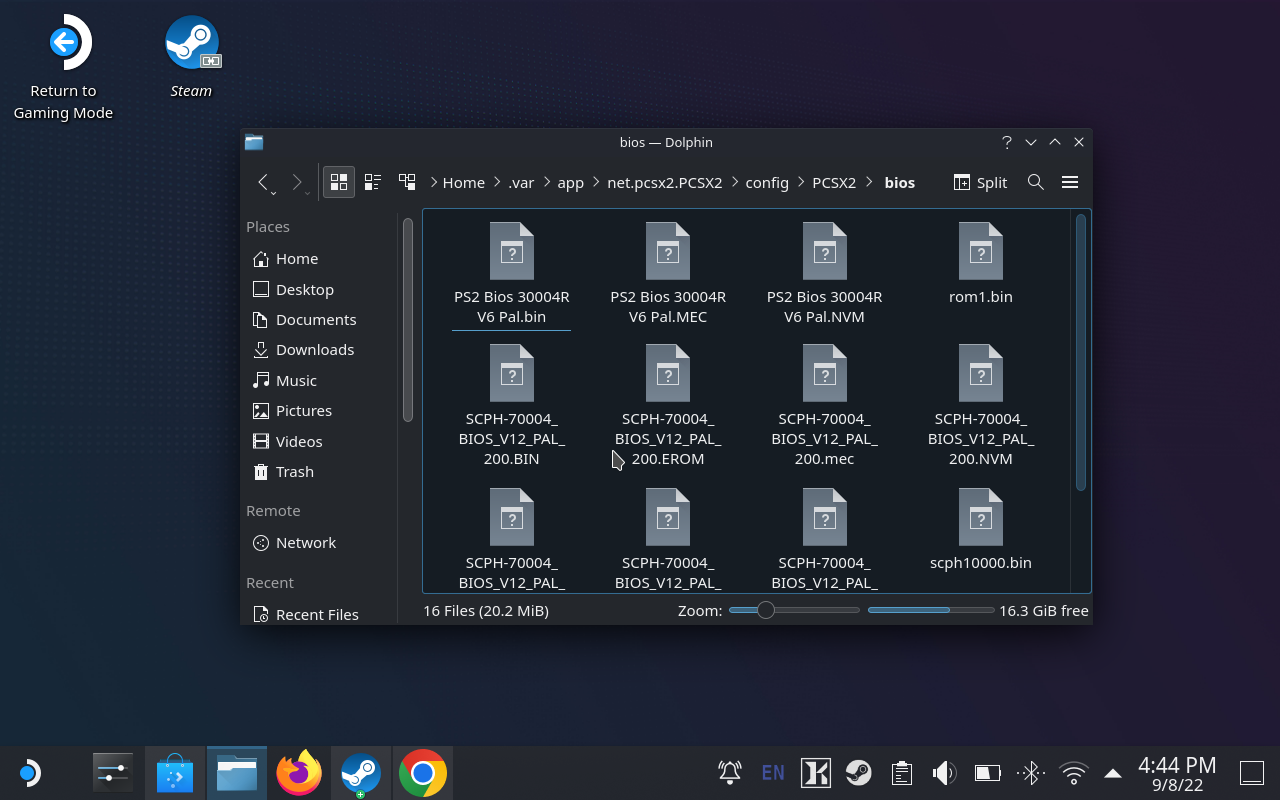 Return to
Gaming Mode
Steam
bios — Dolphin
Home
.var
app
net.pcsx2.PCSX2
config
PCSX2
bios
Split
Places
Home
Desktop
Documents
Downloads
Music
Pictures
Videos
Trash
Remote
Network
Recent
Recent Files
PS2 Bios 30004R
V6 Pal.bin
PS2 Bios 30004R
V6 Pal.MEC
PS2 Bios 30004R
V6 Pal.NVM
rom1.bin
SCPH-70004_
BIOS_V12_PAL_
200.BIN
SCPH-70004_
BIOS_V12_PAL_
200.EROM
SCPH-70004_
BIOS_V12_PAL_
200.mec
SCPH-70004_
BIOS_V12_PAL_
200.NVM
SCPH-70004_
BIOS_V12_PAL_
SCPH-70004_
BIOS_V12_PAL_
SCPH-70004_
BIOS_V12_PAL_
scph10000.bin
16 Files (20.2 MiB)
Zoom:
16.3 GiB free
EN
4:44 PM
9/8/22